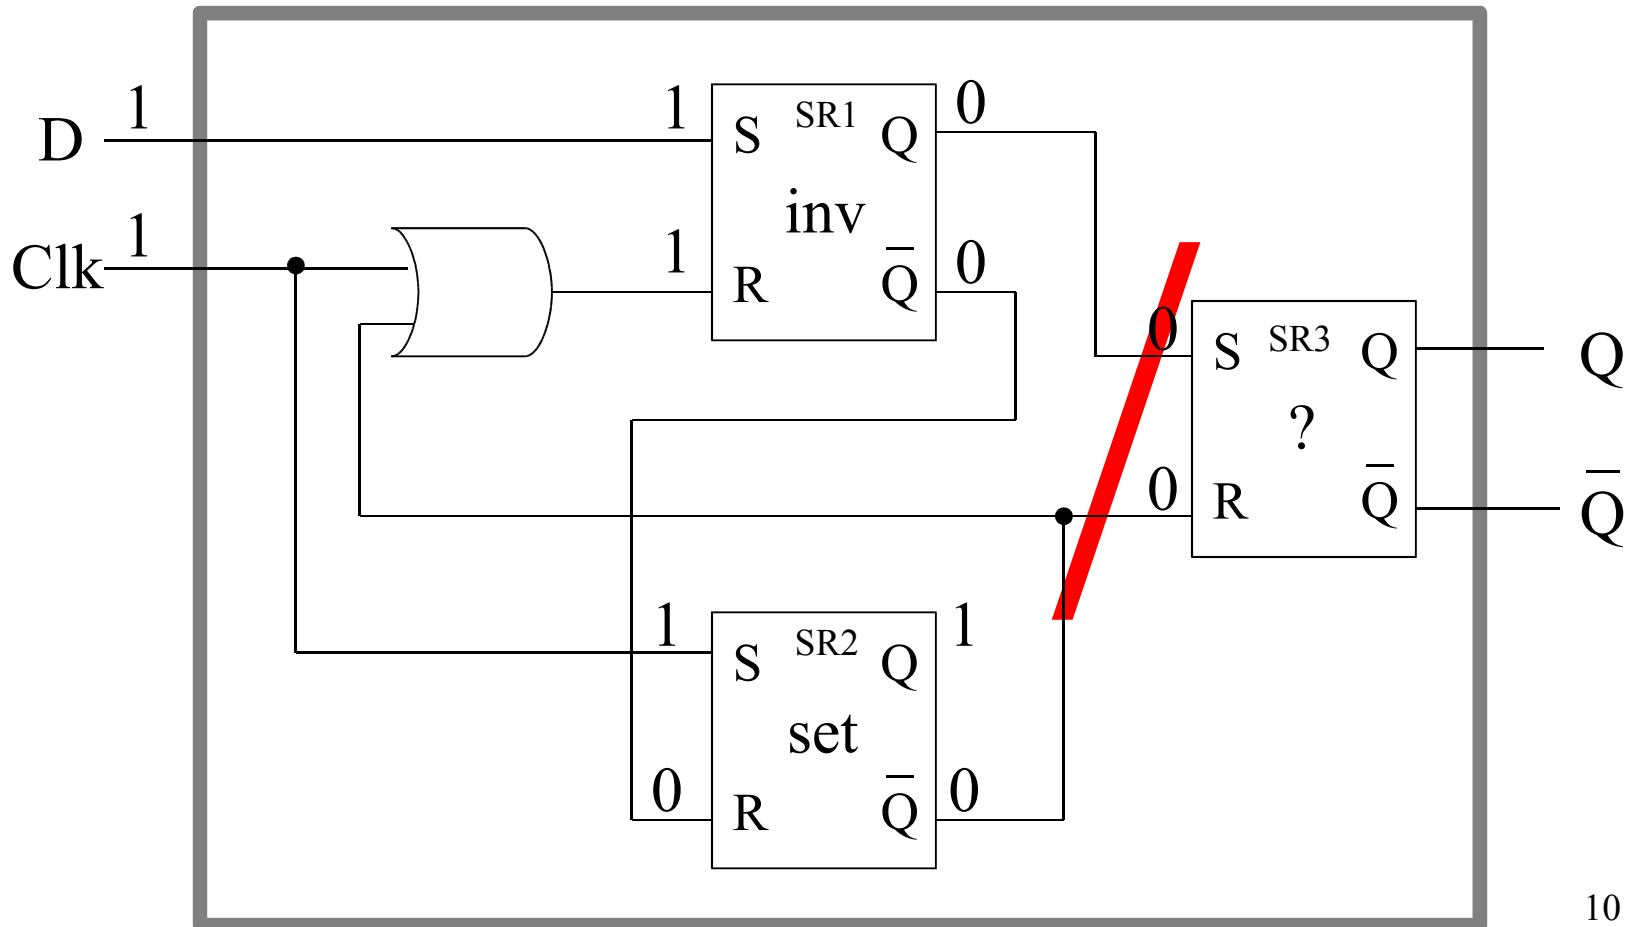 D 1
Clk 1
1 S SR1 Q 0
inv
1 R Q̅ 0
0 S SR3 Q
?
0 R Q̅
Q
Q̅
1 S SR2 Q 1
set
0 R Q̅ 0
10